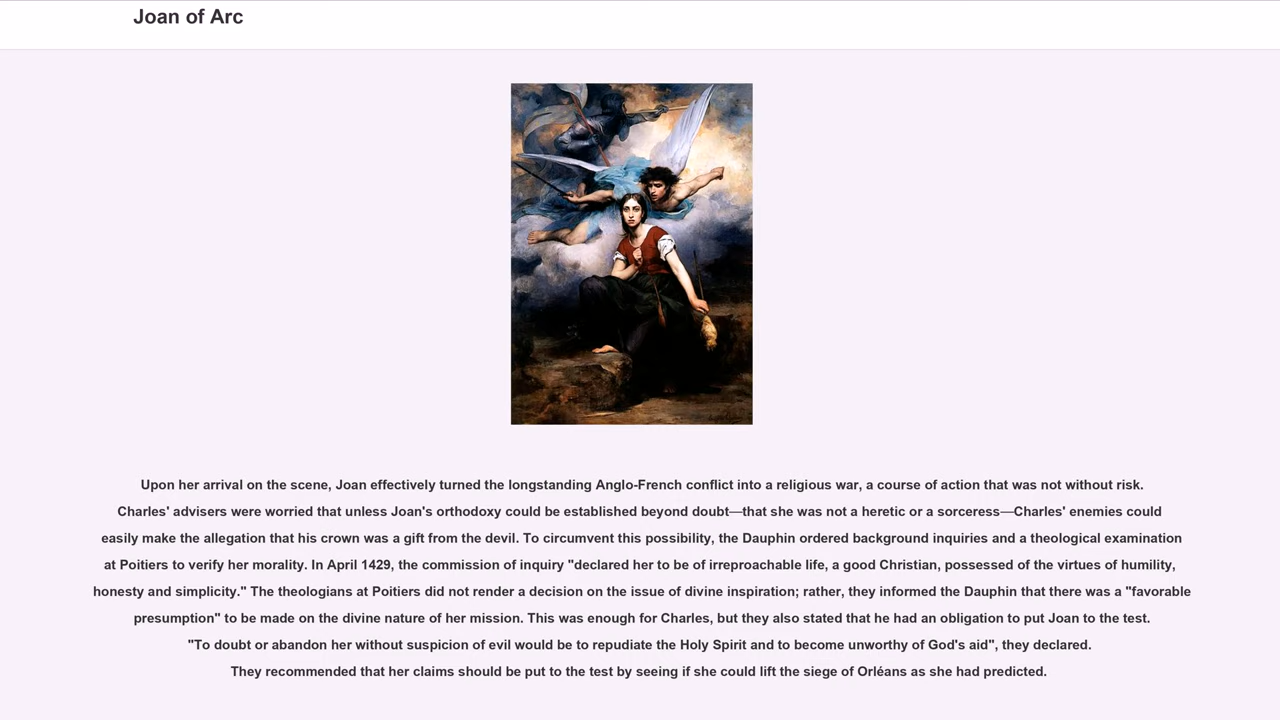 Joan of Arc
Upon her arrival on the scene, Joan effectively turned the longstanding Anglo-French conflict into a religious war, a course of action that was not without risk.
Charles' advisers were worried that unless Joan's orthodoxy could be established beyond doubt—that she was not a heretic or a sorceress—Charles' enemies could
easily make the allegation that his crown was a gift from the devil. To circumvent this possibility, the Dauphin ordered background inquiries and a theological examination
at Poitiers to verify her morality. In April 1429, the commission of inquiry "declared her to be of irreproachable life, a good Christian, possessed of the virtues of humility,
honesty and simplicity." The theologians at Poitiers did not render a decision on the issue of divine inspiration; rather, they informed the Dauphin that there was a "favorable
presumption" to be made on the divine nature of her mission. This was enough for Charles, but they also stated that he had an obligation to put Joan to the test.
"To doubt or abandon her without suspicion of evil would be to repudiate the Holy Spirit and to become unworthy of God's aid", they declared.
They recommended that her claims should be put to the test by seeing if she could lift the siege of Orléans as she had predicted.